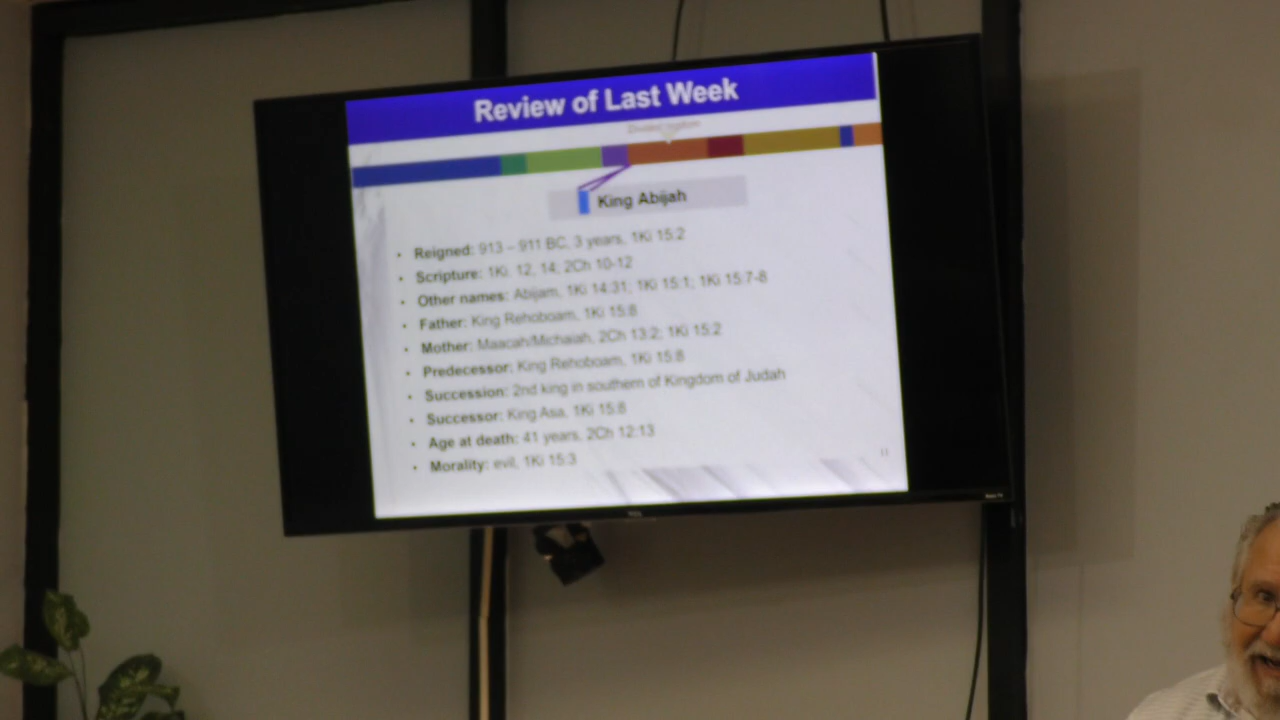 Review of Last Week
King Abijah
• Reigned: 913 – 911 BC, 3 years, 1Ki 15:2
• Scripture: 1Ki 12, 14; 2Ch 10-12
• Other names: Abijam, 1Ki 14:31; 1Ki 15:1; 1Ki 15:7-8
• Father: King Rehoboam, 1Ki 15:8
• Mother: Maacah/Michaiah, 2Ch 13:2; 1Ki 15:2
• Predecessor: King Rehoboam, 1Ki 15:8
• Succession: 2nd king in southern of Kingdom of Judah
• Successor: King Asa, 1Ki 15:8
• Age at death: 41 years, 2Ch 12:13
• Morality: evil, 1Ki 15:3
11
TCL